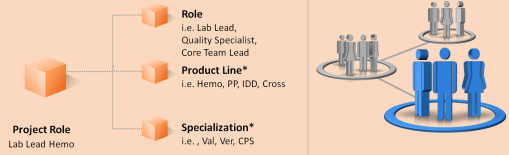 Role
i.e. Lab Lead,
Quality Specialist,
Core Team Lead
Product Line*
i.e. Hemo, PP, IDD, Cross
Project Role
Lab Lead Hemo
Specialization*
i.e. , Val, Ver, CPS